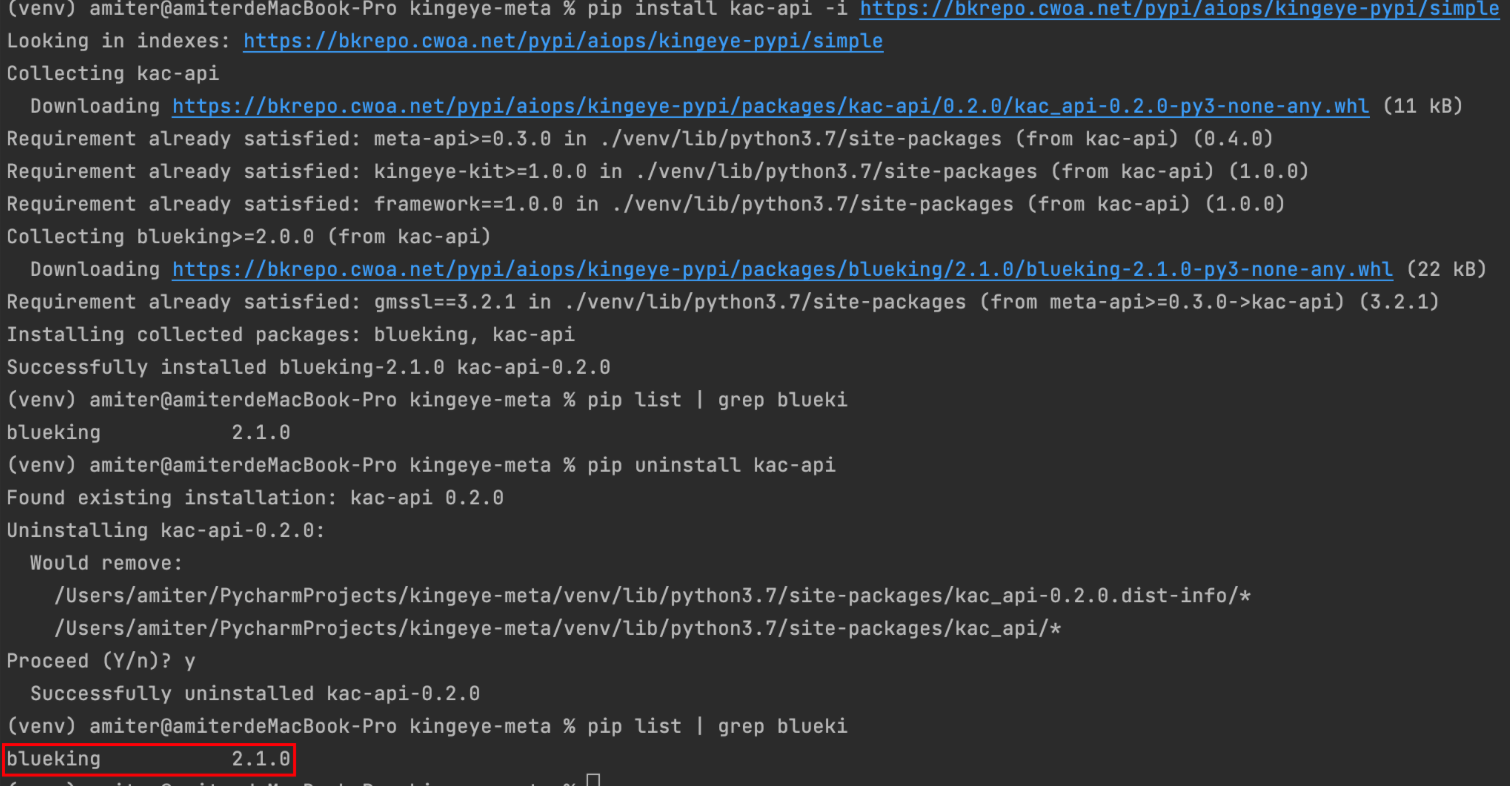 (venv) amiter@amiterdeMacBook-Pro kingeye-meta % pip install kac-api -i https://bkrepo.cwoa.net/pypi/aiops/kingeye-pypi/simple
Looking in indexes: https://bkrepo.cwoa.net/pypi/aiops/kingeye-pypi/simple
Collecting kac-api
  Downloading https://bkrepo.cwoa.net/pypi/aiops/kingeye-pypi/packages/kac-api/0.2.0/kac_api-0.2.0-py3-none-any.whl (11 kB)
Requirement already satisfied: meta-api>=0.3.0 in ./venv/lib/python3.7/site-packages (from kac-api) (0.4.0)
Requirement already satisfied: kingeye-kit>=1.0.0 in ./venv/lib/python3.7/site-packages (from kac-api) (1.0.0)
Requirement already satisfied: framework==1.0.0 in ./venv/lib/python3.7/site-packages (from kac-api) (1.0.0)
Collecting blueking>=2.0.0 (from kac-api)
  Downloading https://bkrepo.cwoa.net/pypi/aiops/kingeye-pypi/packages/blueking/2.1.0/blueking-2.1.0-py3-none-any.whl (22 kB)
Requirement already satisfied: gmssl==3.2.1 in ./venv/lib/python3.7/site-packages (from meta-api>=0.3.0->kac-api) (3.2.1)
Installing collected packages: blueking, kac-api
Successfully installed blueking-2.1.0 kac-api-0.2.0
(venv) amiter@amiterdeMacBook-Pro kingeye-meta % pip list | grep blueki
blueking           2.1.0
(venv) amiter@amiterdeMacBook-Pro kingeye-meta % pip uninstall kac-api
Found existing installation: kac-api 0.2.0
Uninstalling kac-api-0.2.0:
  Would remove:
    /Users/amiter/PycharmProjects/kingeye-meta/venv/lib/python3.7/site-packages/kac_api-0.2.0.dist-info/*
    /Users/amiter/PycharmProjects/kingeye-meta/venv/lib/python3.7/site-packages/kac_api/*
Proceed (Y/n)? y
  Successfully uninstalled kac-api-0.2.0
(venv) amiter@amiterdeMacBook-Pro kingeye-meta % pip list | grep blueki
blueking           2.1.0